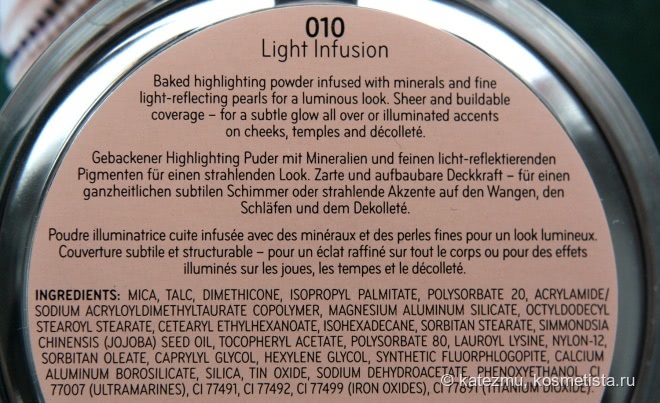 010
Light Infusion
Baked highlighting powder infused with minerals and fine
light-reflecting pearls for a luminous look. Sheer and buildable
coverage – for a subtle glow all over or illuminated accents
on cheeks, temples and décolleté.
Gebackener Highlighting Puder mit Mineralien und feinen licht-reflektierenden
Pigmenten für einen strahlenden Look. Zarte und aufbaubare Deckkraft – für einen
ganzheitlichen subtilen Schimmer oder strahlende Akzente auf den Wangen, den
Schläfen und dem Dekolleté.
Poudre illuminatrice cuite infusée avec des minéraux et des perles fines pour un look lumineux.
Couverture subtile et structurable – pour un éclat raffiné sur tout le corps ou pour des effets
illuminés sur les joues, les tempes et le décolleté.
INGREDIENTS: MICA, TALC, DIMETHICONE, ISOPROPYL PALMITATE, POLYSORBATE 20, ACRYLAMIDE/
SODIUM ACRYLOYLDIMETHYLTAURATE COPOLYMER, MAGNESIUM ALUMINUM SILICATE, OCTYLDODECYL
STEAROYL STEARATE, CETEARYL ETHYLHEXANOATE, ISOHEXADECANE, SORBITAN STEARATE, SIMMONDSIA
CHINENSIS (JOJOBA) SEED OIL, TOCOPHERYL ACETATE, POLYSORBATE 80, LAUROYL LYSINE, NYLON-12,
SORBITAN OLEATE, CAPRYLYL GLYCOL, HEXYLENE GLYCOL, SYNTHETIC FLUORPHLOGOPITE, CALCIUM
ALUMINUM BOROSILICATE, SILICA, TIN OXIDE, SODIUM DEHYDROACETATE, PHENOXYETHANOL, CI
77007 (ULTRAMARINES), CI 77491, CI 77492, CI 77499 (IRON OXIDES), CI 77891 (TITANIUM DIOXIDE).
© katezmu, kosmetista.ru